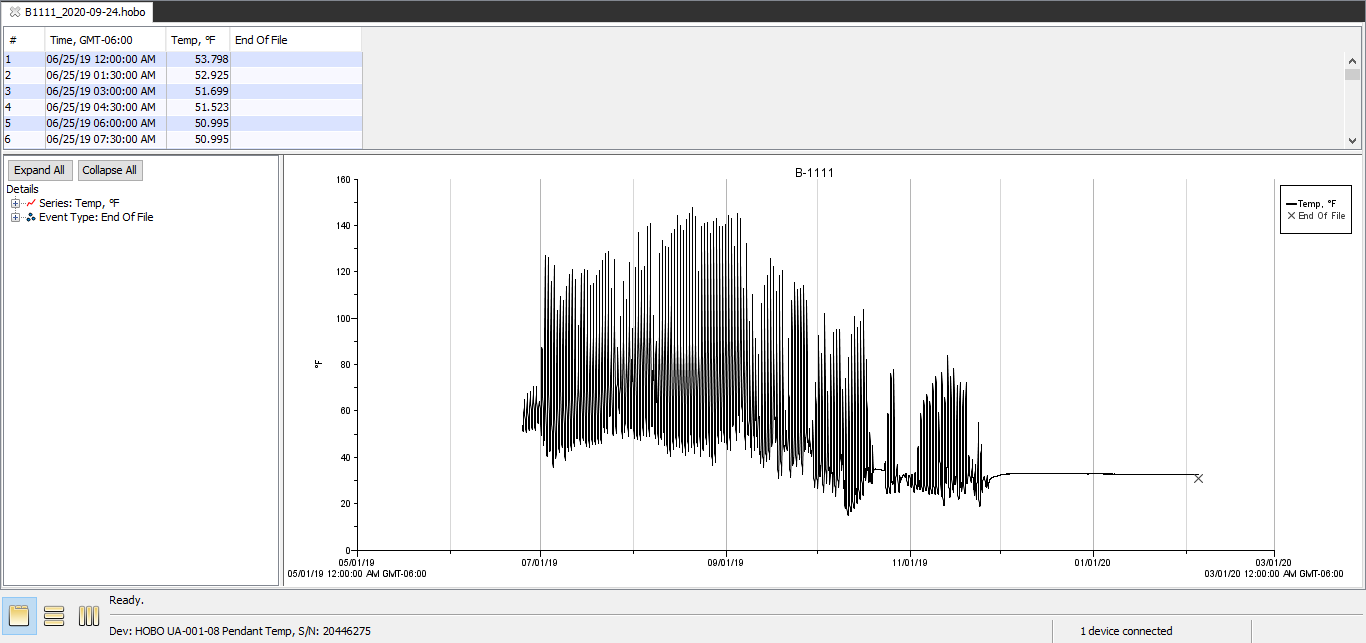 B1111_2020-09-24.hobo
# Time, GMT-06:00 Temp, °F End Of File
1 06/25/19 12:00:00 AM 53.798
2 06/25/19 01:30:00 AM 52.925
3 06/25/19 03:00:00 AM 51.699
4 06/25/19 04:30:00 AM 51.523
5 06/25/19 06:00:00 AM 50.995
6 06/25/19 07:30:00 AM 50.995
Expand All Collapse All
Details
Series: Temp, °F
Event Type: End Of File
B-1111
160
140
120
100
80
60
40
20
0
°F
05/01/19 07/01/19 09/01/19 11/01/19 01/01/20 03/01/20
05/01/19 12:00:00 AM GMT-06:00 03/01/20 12:00:00 AM GMT-06:00
Temp, °F
End Of File
Ready.
Dev: HOBO UA-001-08 Pendant Temp, S/N: 20446275 1 device connected